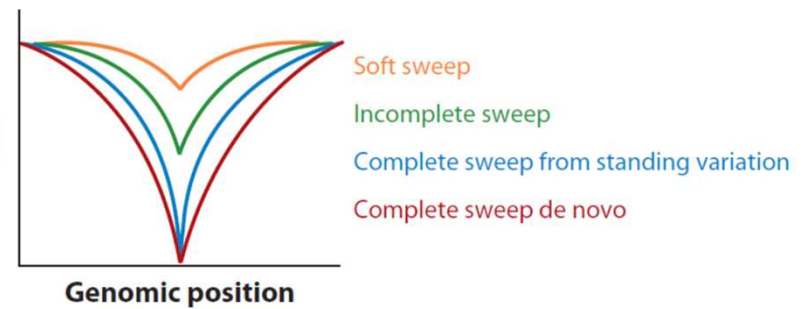 Soft sweep
Incomplete sweep
Complete sweep from standing variation
Complete sweep de novo
Genomic position